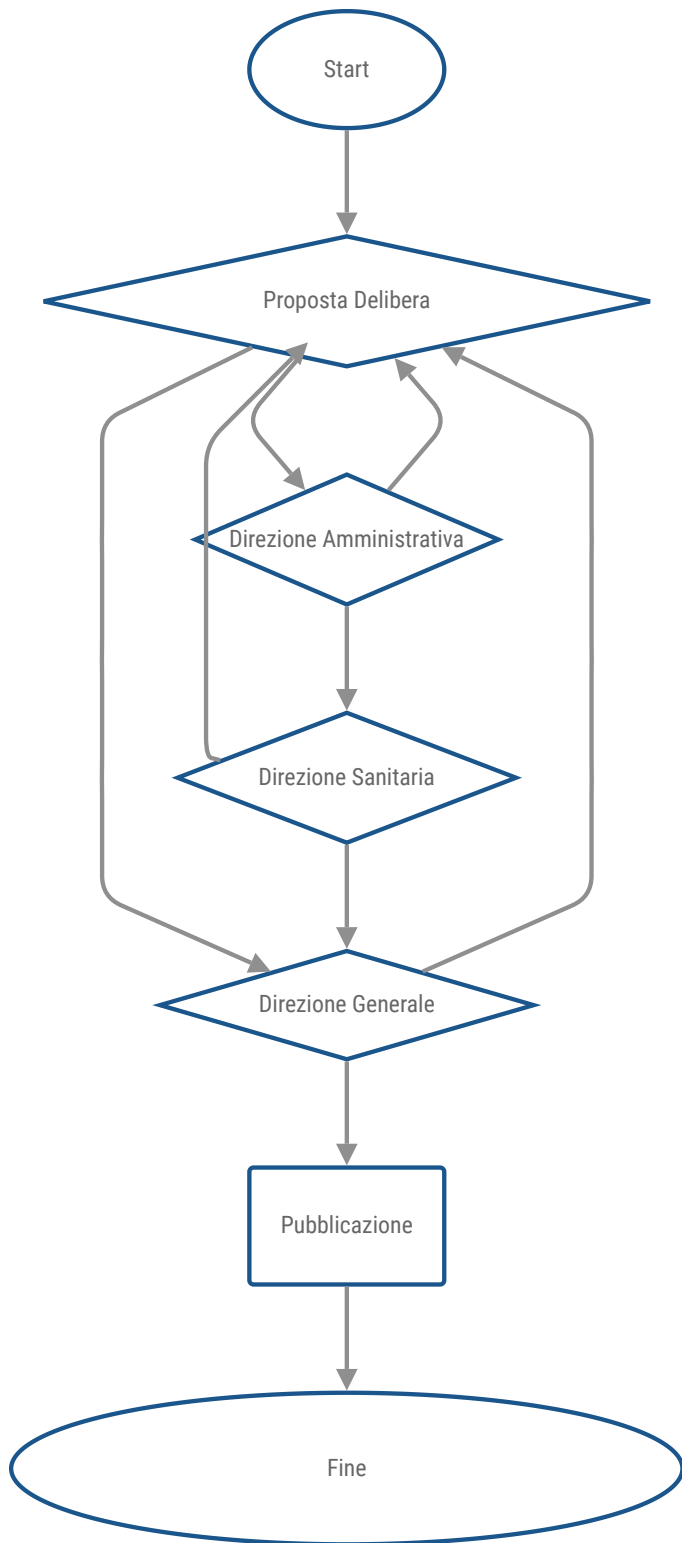 Start
Proposta Delibera
Direzione Amministrativa
Direzione Sanitaria
Direzione Generale
Pubblicazione
Fine